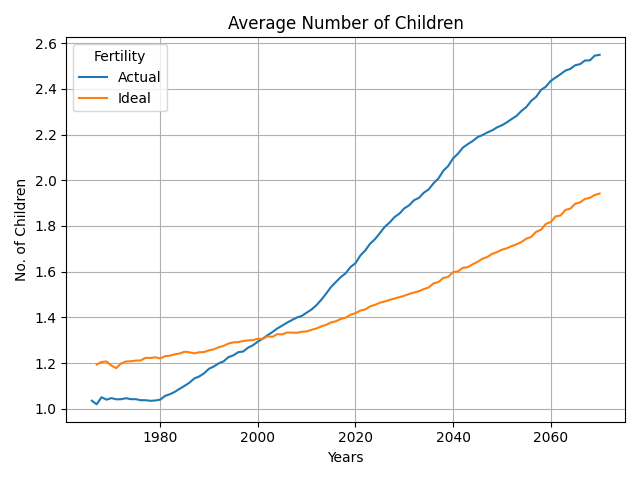 Average Number of Children
Fertility
Actual
Ideal
No. of Children
2.6
2.4
2.2
2.0
1.8
1.6
1.4
1.2
1.0
1980
2000
2020
2040
2060
Years